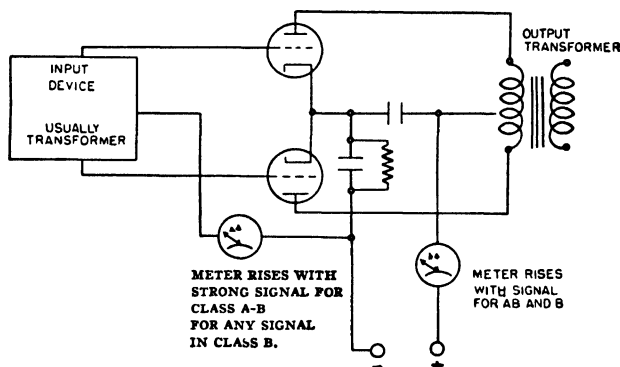 INPUT
DEVICE
USUALLY
TRANSFORMER
OUTPUT
TRANSFORMER
METER RISES WITH
STRONG SIGNAL FOR
CLASS A-B
FOR ANY SIGNAL
IN CLASS B.
METER RISES
WITH SIGNAL
FOR AB AND B